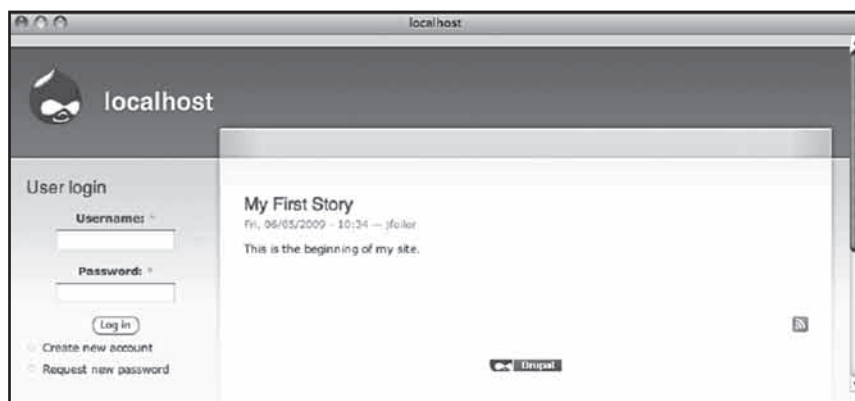 localhost
localhost
User login
Username: *
Password: *
Log in
Create new account
Request new password
My First Story
Fri, 06/05/2009 - 10:34 — jfeiler
This is the beginning of my site.
Drupal